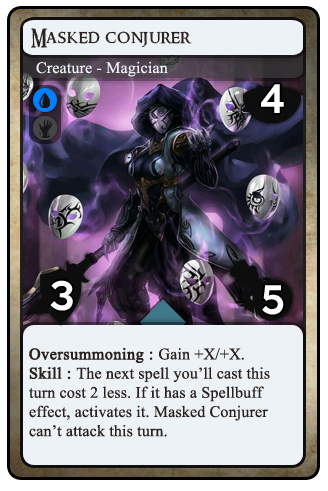 Masked conjurer
Creature - Magician
4
3
5
Oversummoning : Gain +X/+X.
Skill : The next spell you'll cast this
turn cost 2 less. If it has a Spellbuff
effect, activates it. Masked Conjurer
can't attack this turn.